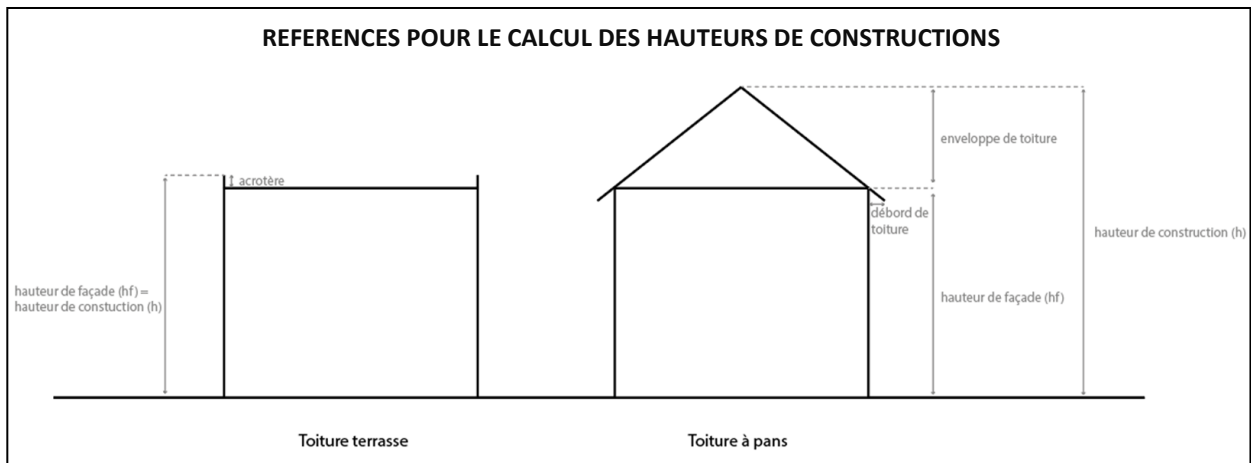 REFERENCES POUR LE CALCUL DES HAUTEURS DE CONSTRUCTIONS
enveloppe de toiture
acrotère
débord de
toiture
hauteur de construction (h)
hauteur de façade (hf) =
hauteur de constuction (h)
hauteur de façade (hf)
Toiture terrasse
Toiture à pans